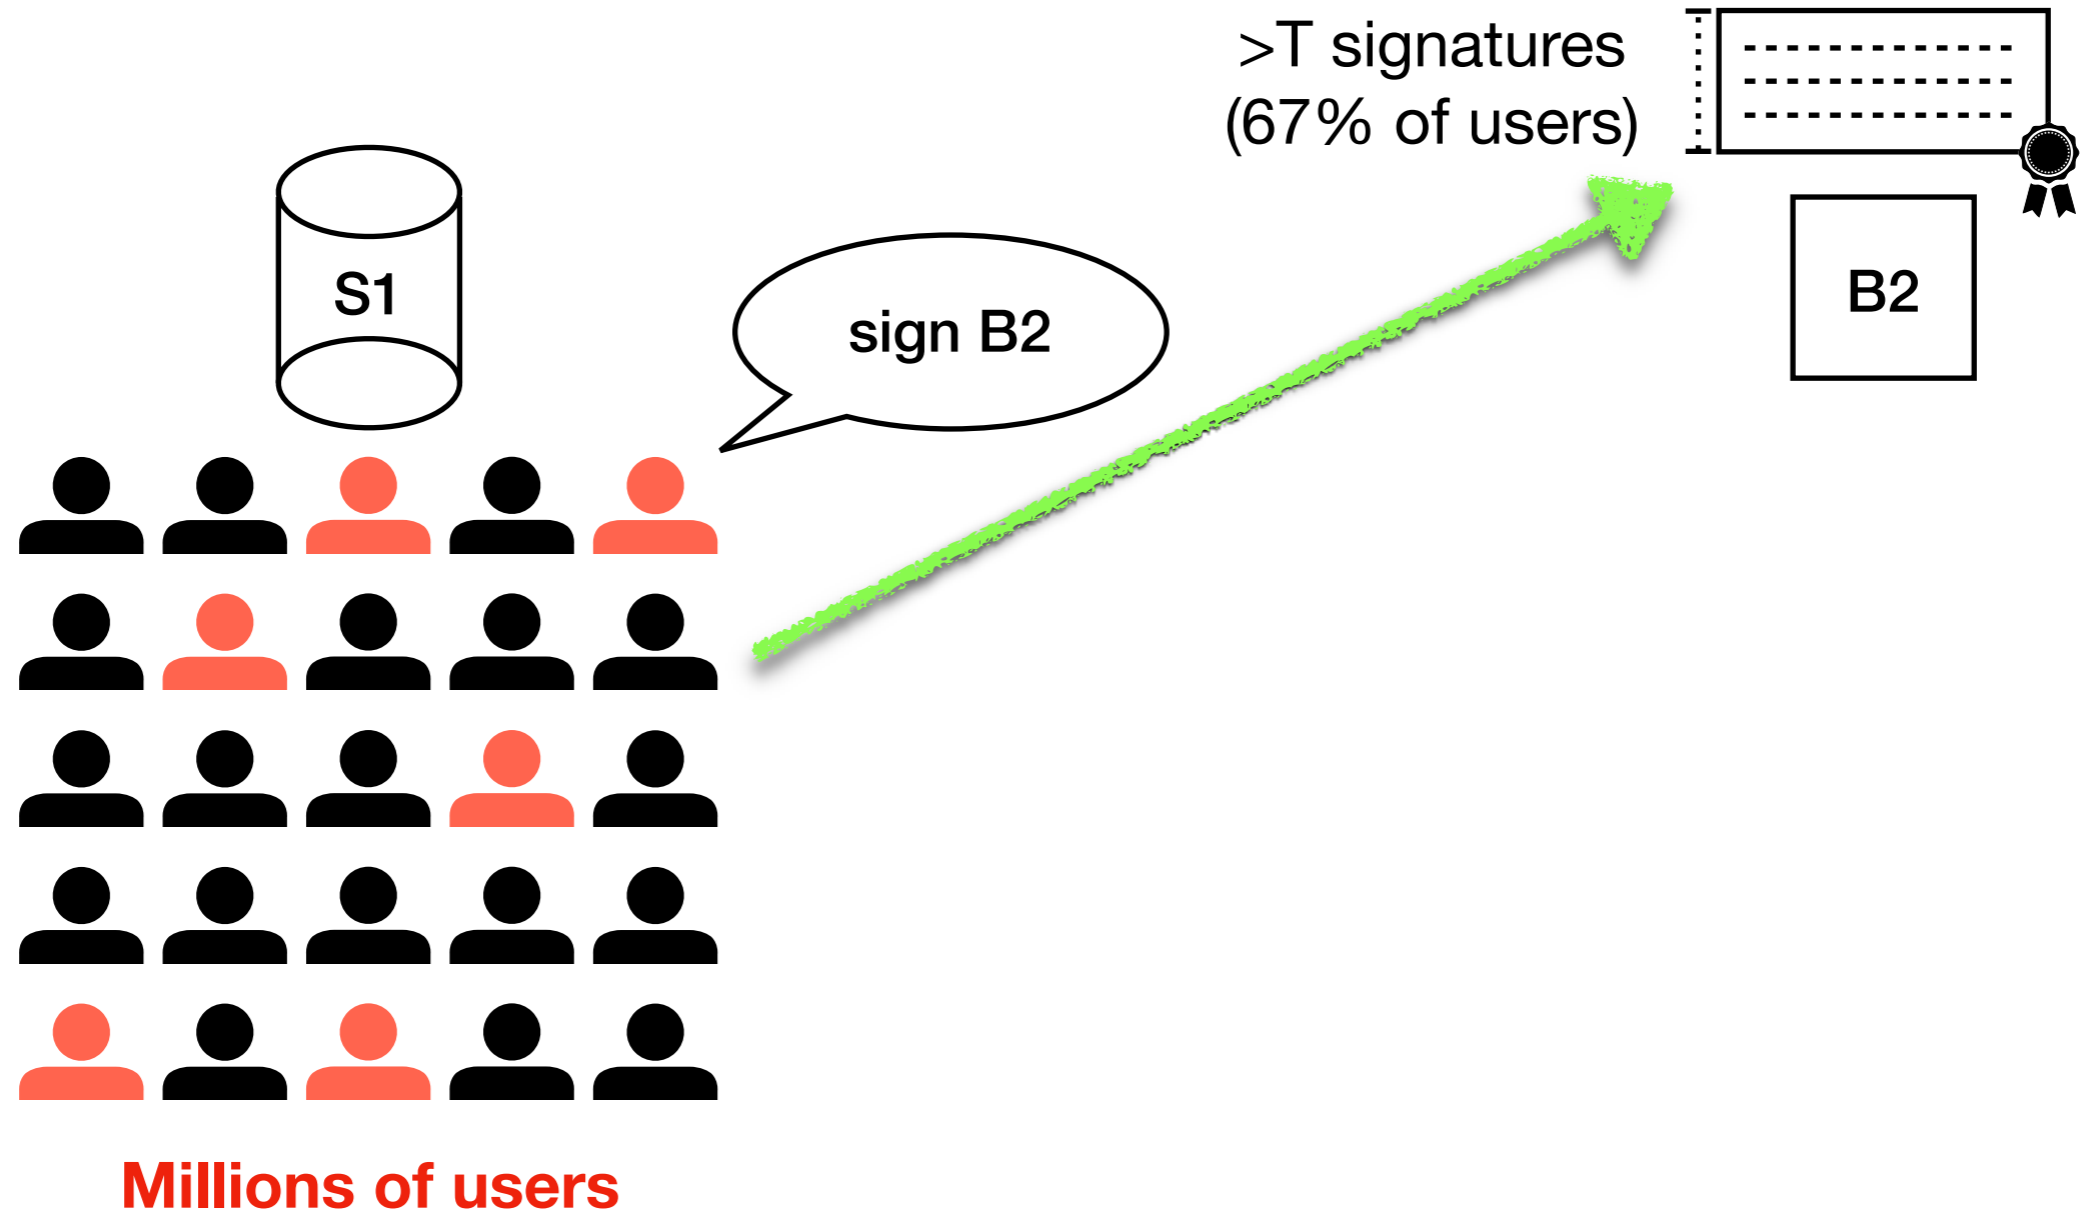 >T signatures
(67% of users)
S1
sign B2
B2
Millions of users